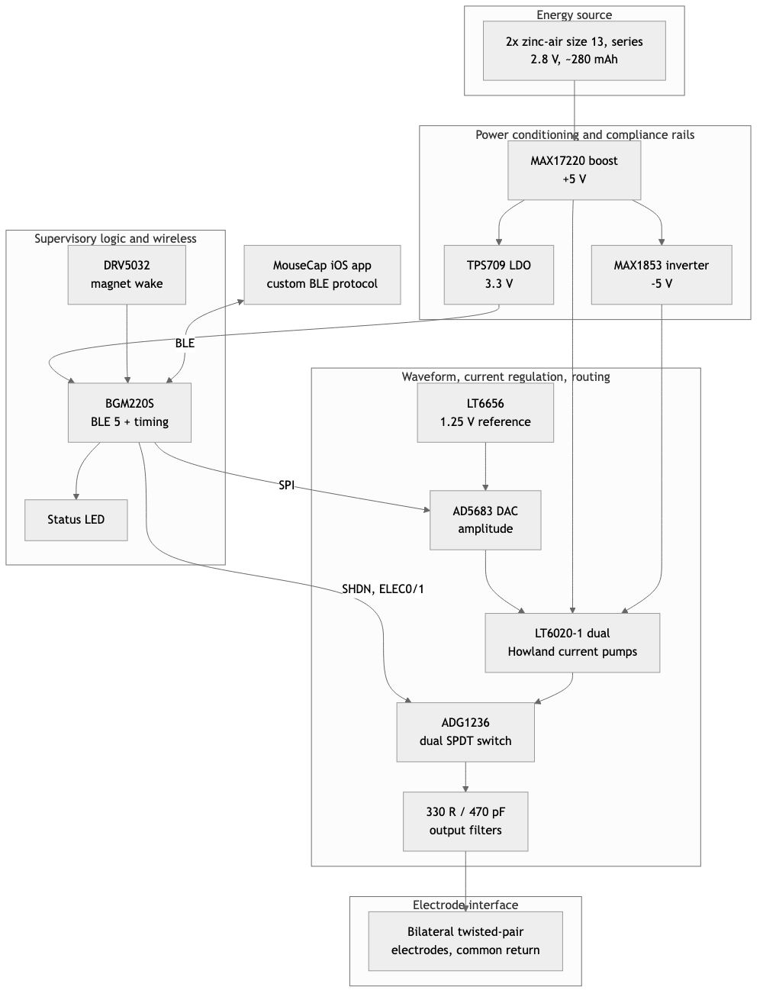 Energy source
2x zinc-air size 13, series
2.8 V, ~280 mAh
Power conditioning and compliance rails
MAX17220 boost
+5 V
TPS709 LDO
3.3 V
MAX1853 inverter
-5 V
Supervisory logic and wireless
DRV5032
magnet wake
MouseCap iOS app
custom BLE protocol
BLE
BGM220S
BLE 5 + timing
Status LED
SPI
SHDN, ELEC0/1
Waveform, current regulation, routing
LT6656
1.25 V reference
AD5683 DAC
amplitude
LT6020-1 dual
Howland current pumps
ADG1236
dual SPDT switch
330 R / 470 pF
output filters
Electrode interface
Bilateral twisted-pair
electrodes, common return